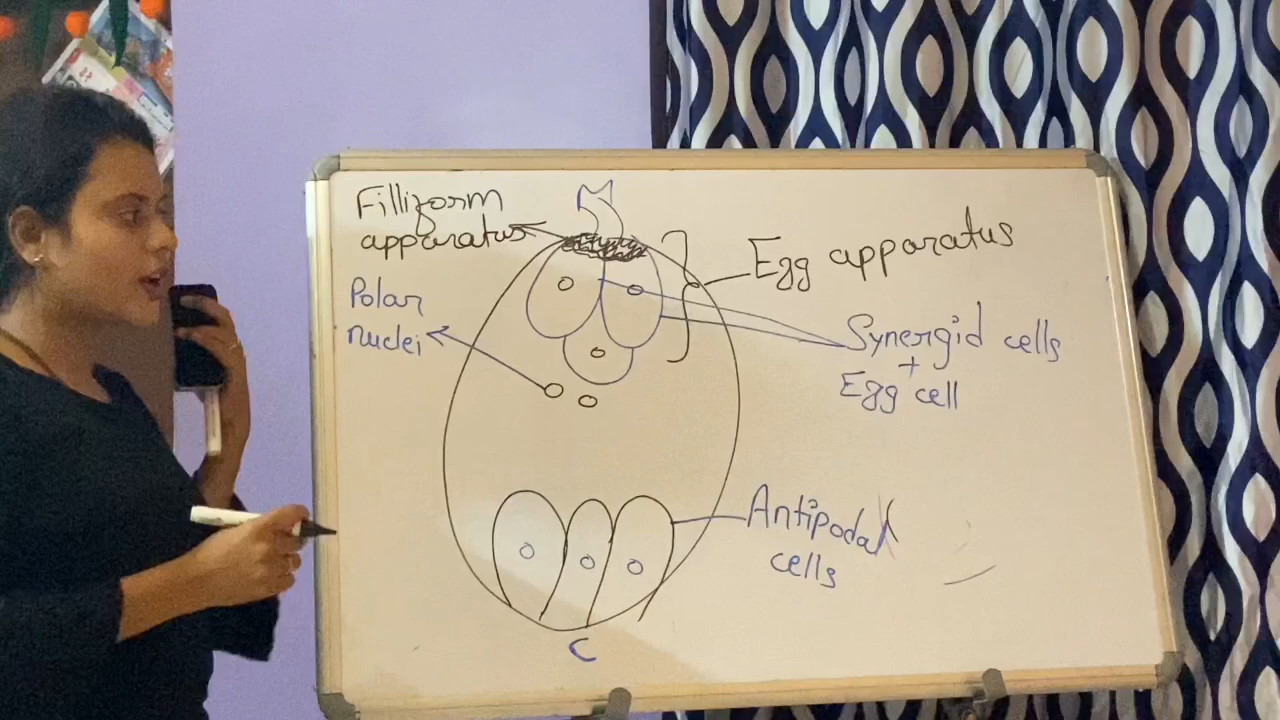 Filliform
apparatus
Egg apparatus
Polar
nuclei
Synergid cells
+
Egg cell
Antipodal
cells
C